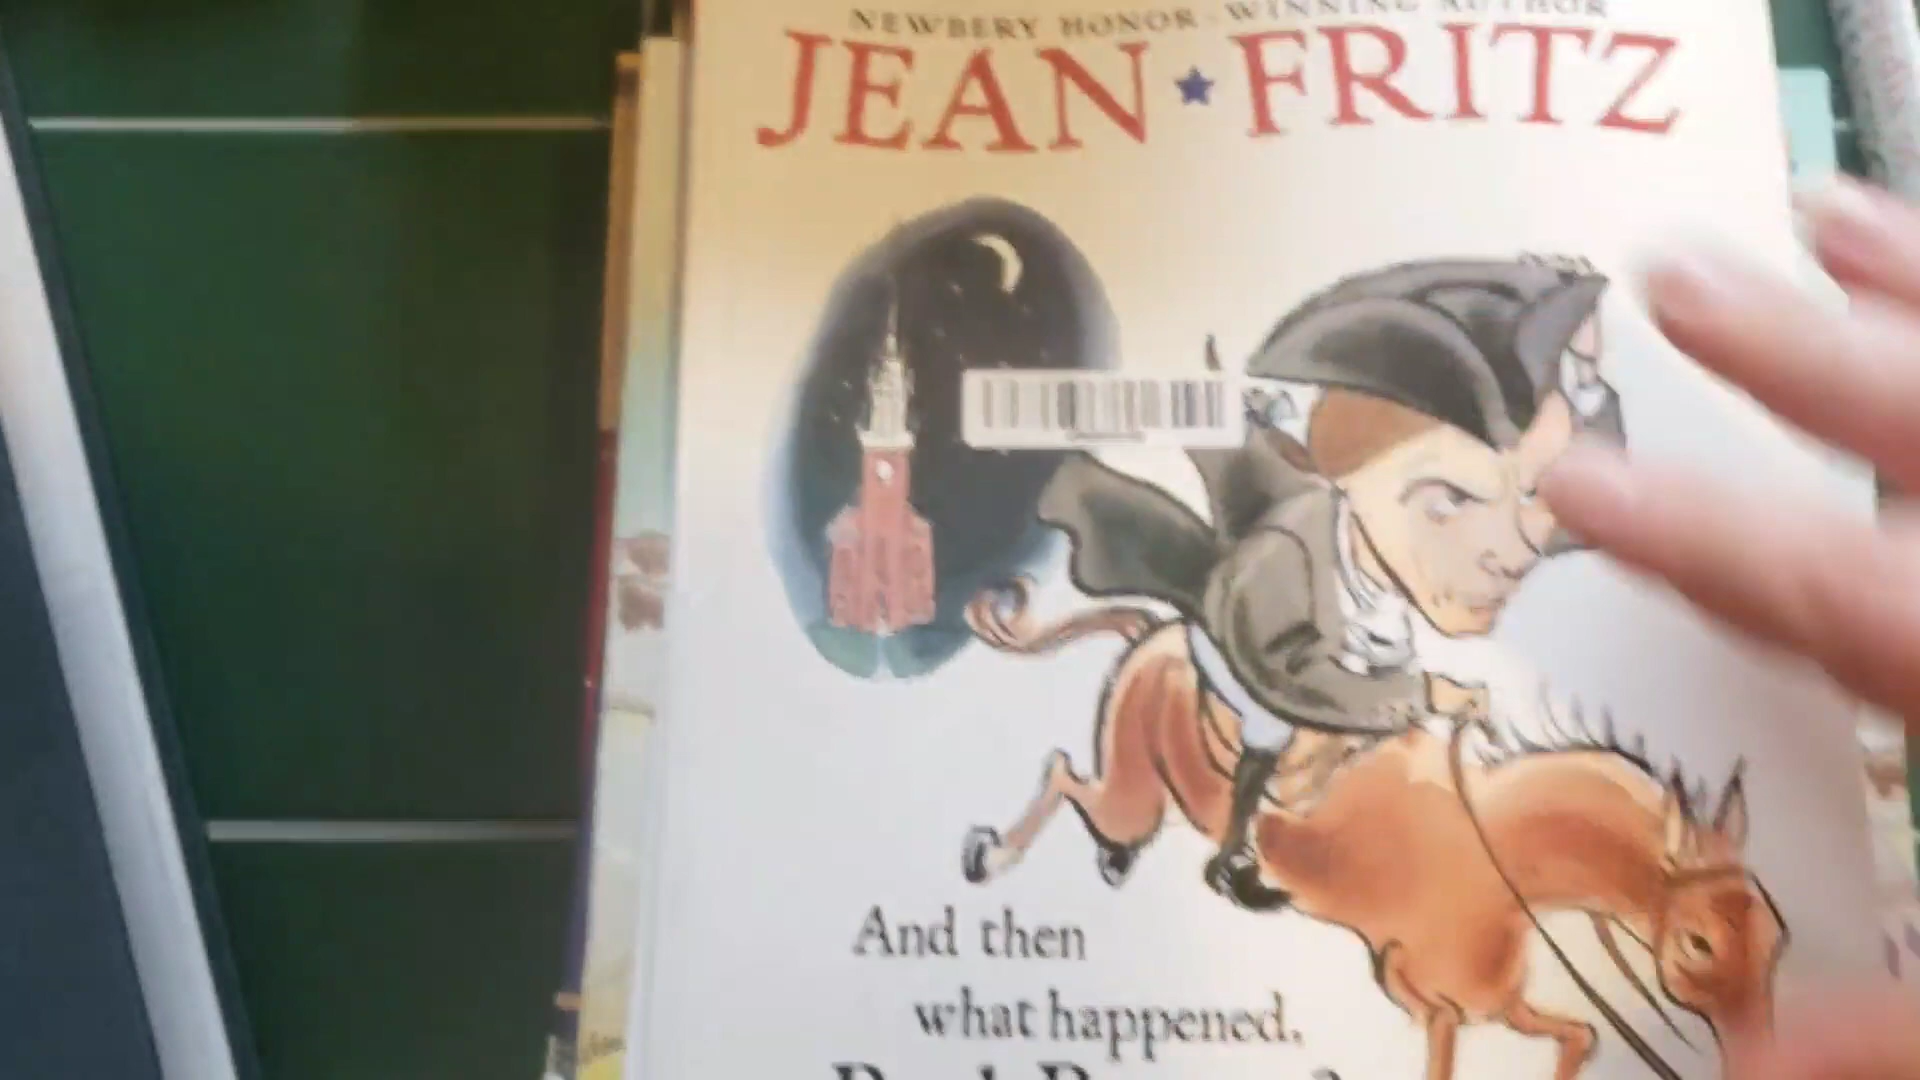 NEWBERY HONOR-WINNING AUTHOR
JEAN ★ FRITZ
And then
what happened,